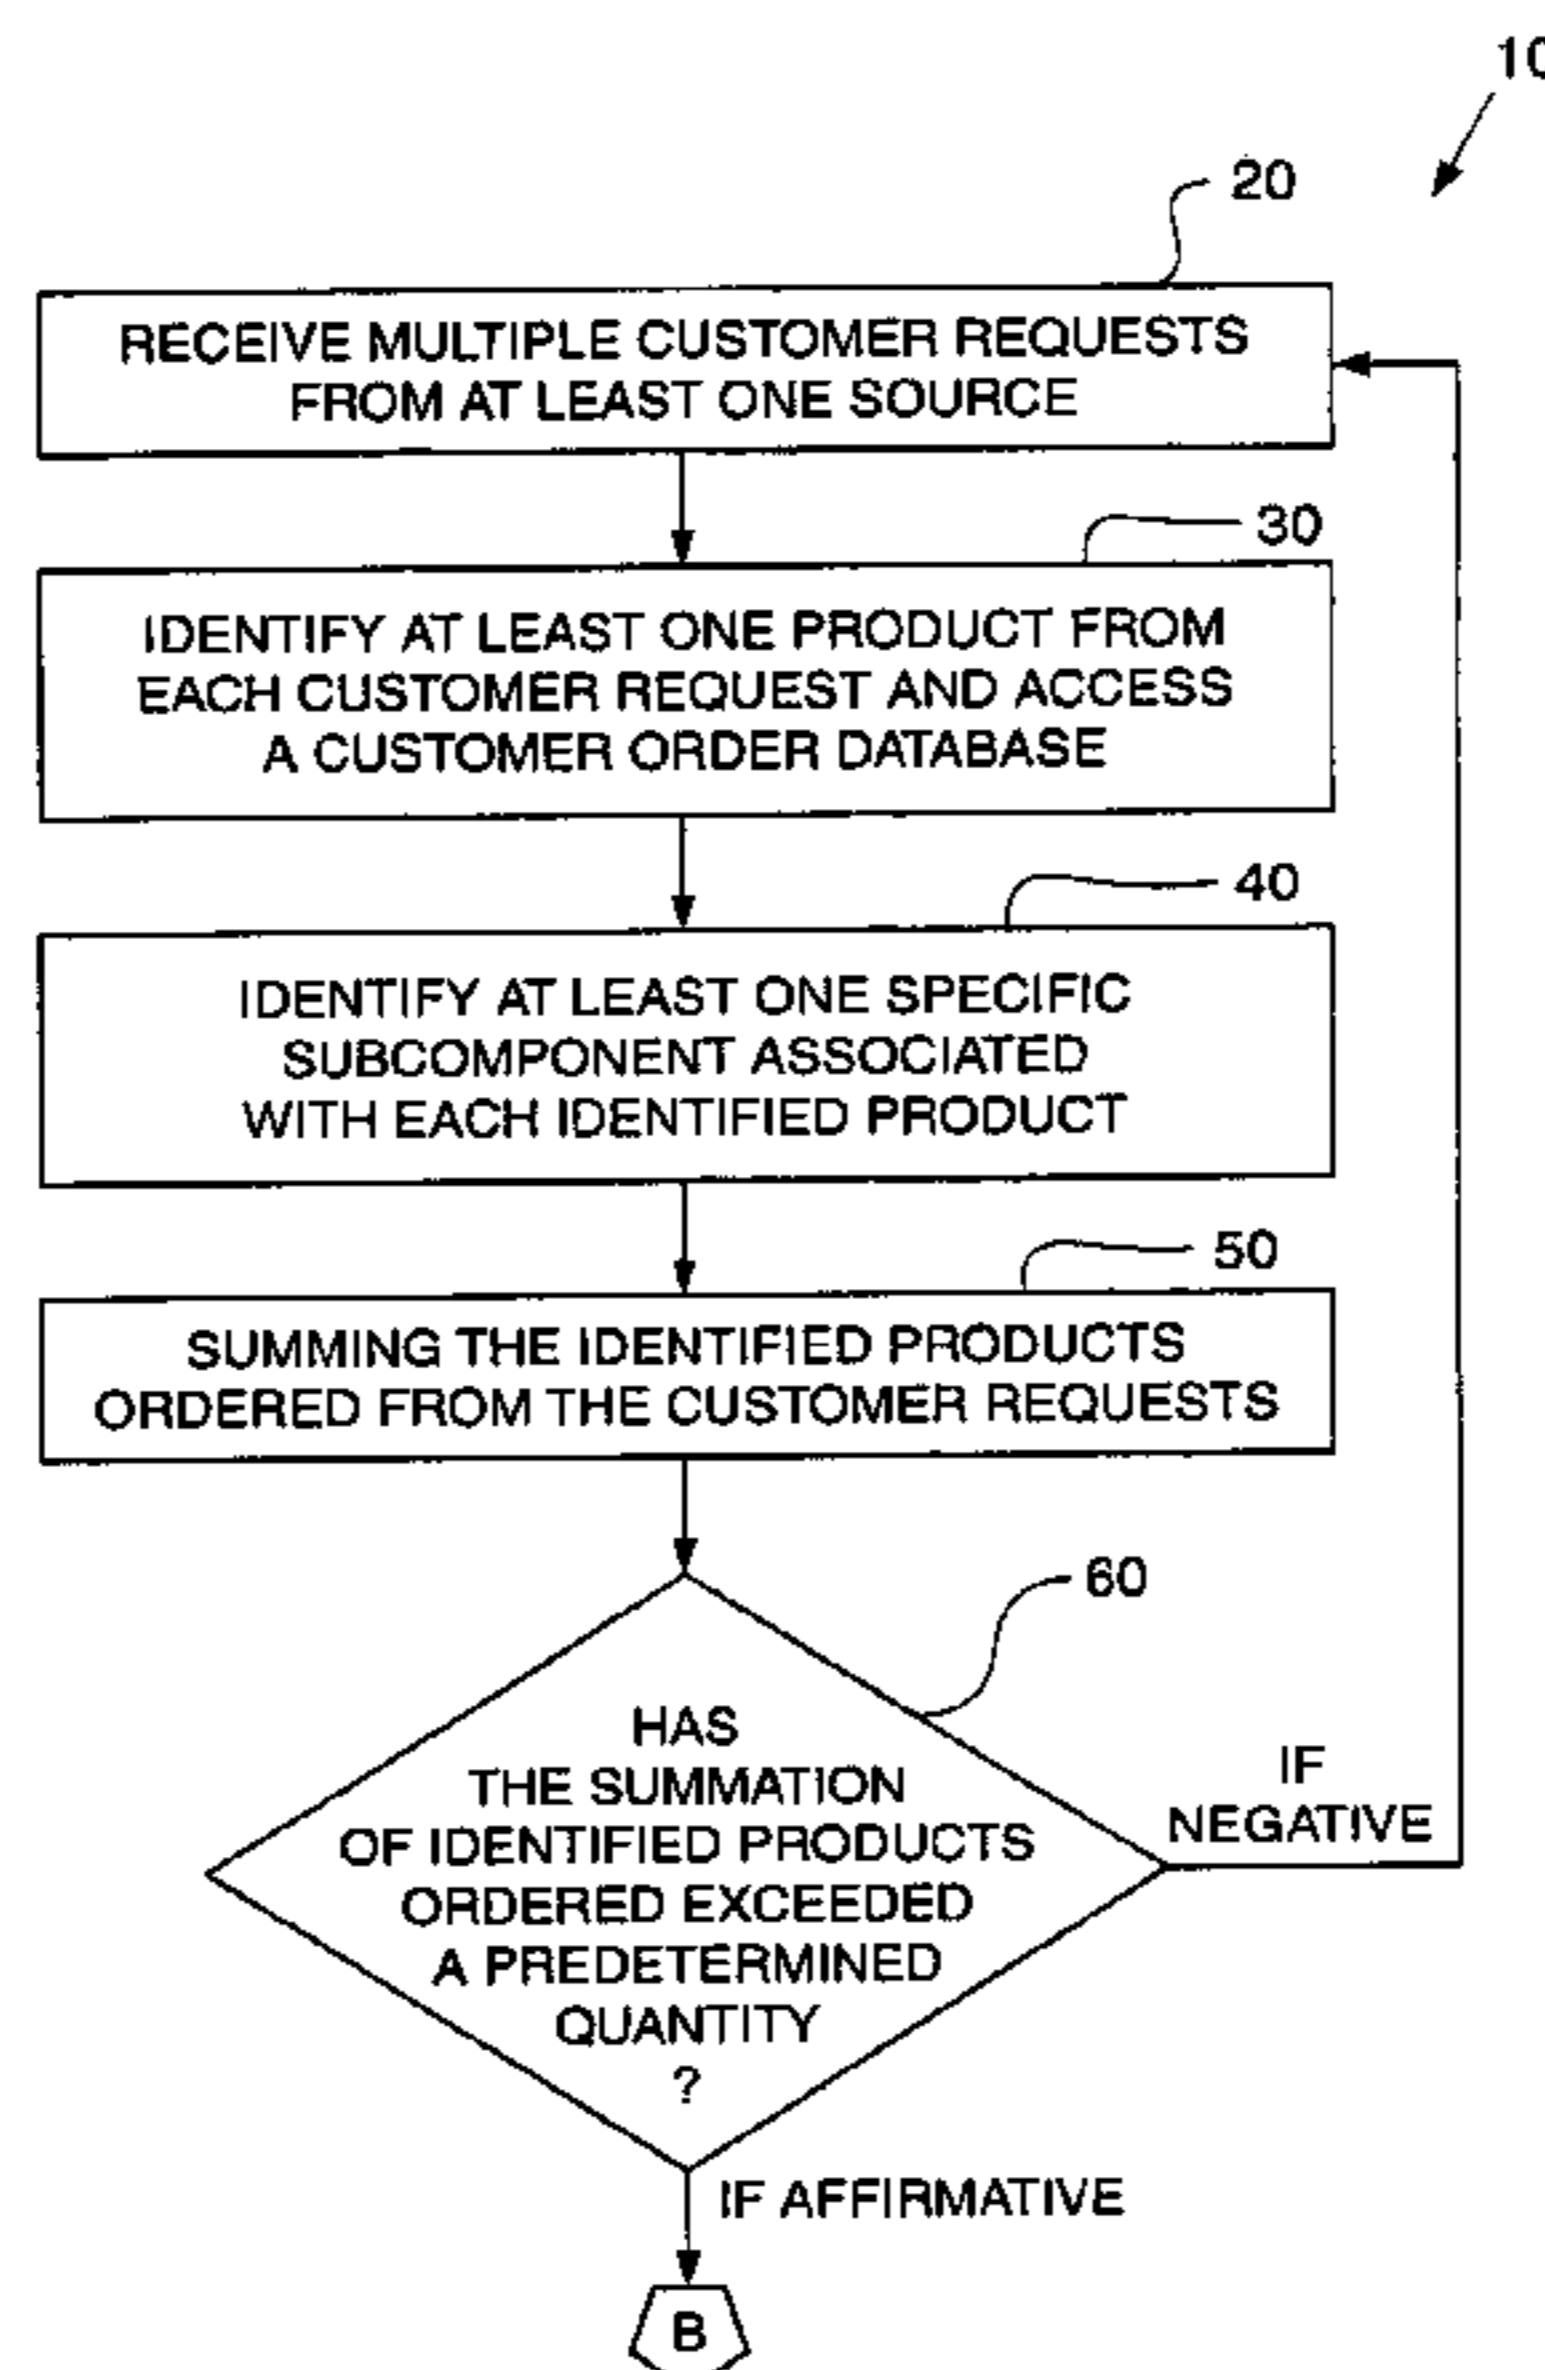 10
20
RECEIVE MULTIPLE CUSTOMER REQUESTS
FROM AT LEAST ONE SOURCE
30
IDENTIFY AT LEAST ONE PRODUCT FROM
EACH CUSTOMER REQUEST AND ACCESS
A CUSTOMER ORDER DATABASE
40
IDENTIFY AT LEAST ONE SPECIFIC
SUBCOMPONENT ASSOCIATED
WITH EACH IDENTIFIED PRODUCT
50
SUMMING THE IDENTIFIED PRODUCTS
ORDERED FROM THE CUSTOMER REQUESTS
60
HAS
THE SUMMATION
OF IDENTIFIED PRODUCTS
ORDERED EXCEEDED
A PREDETERMINED
QUANTITY
?
IF
NEGATIVE
IF AFFIRMATIVE
B